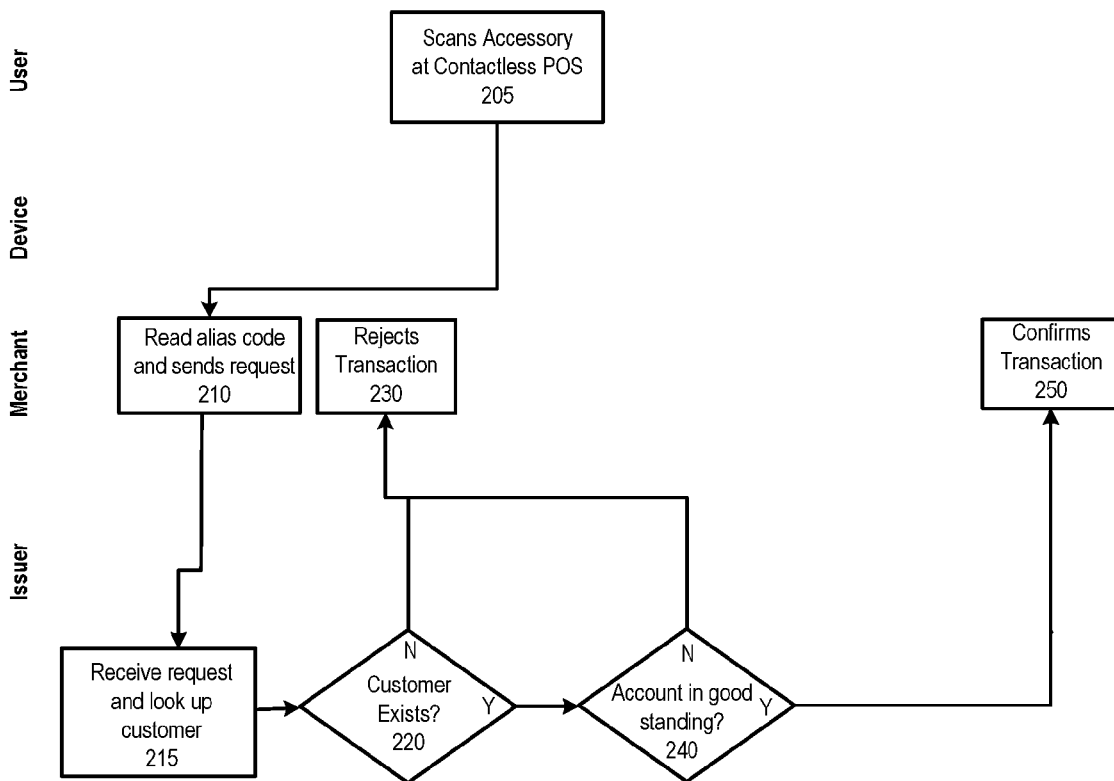 User
Scans Accessory
at Contactless POS
205
Device
Merchant
Read alias code
and sends request
210
Rejects
Transaction
230
Confirms
Transaction
250
Issuer
Receive request
and look up
customer
215
N
Customer
Exists?
Y
220
N
Account in good
standing?
Y
240